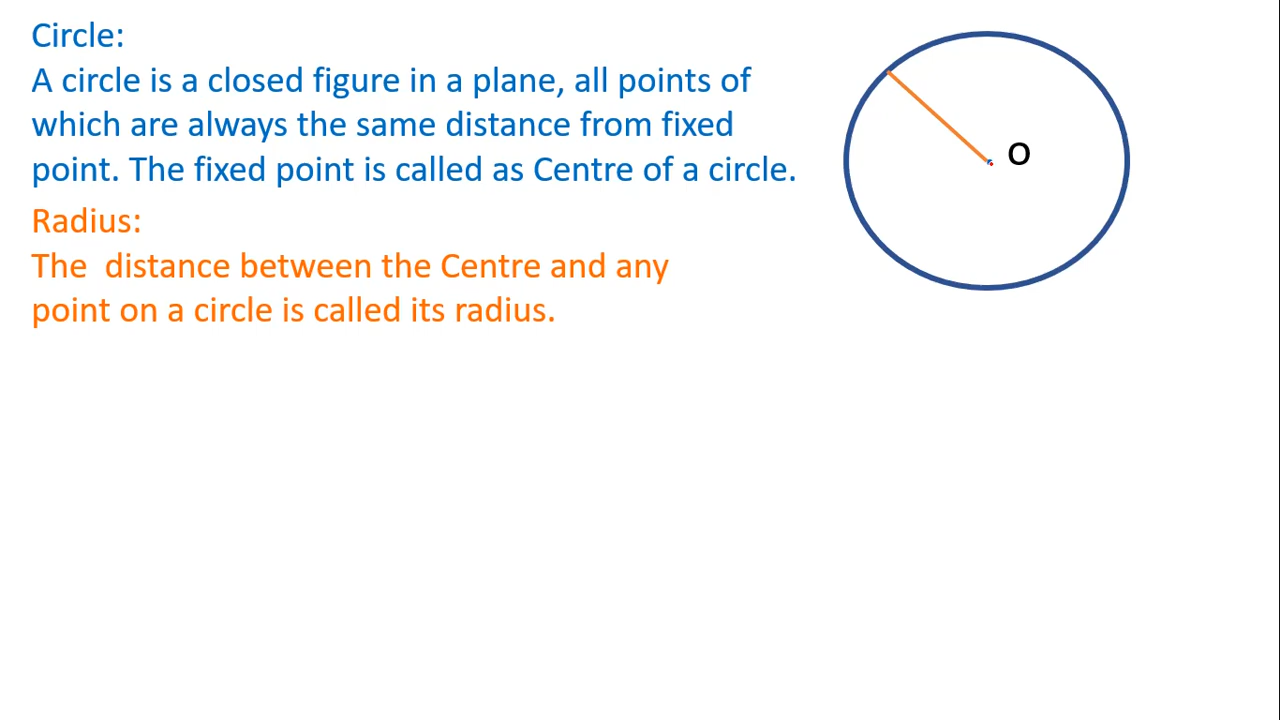 Circle:
A circle is a closed figure in a plane, all points of
which are always the same distance from fixed
point. The fixed point is called as Centre of a circle.
Radius:
The  distance between the Centre and any
point on a circle is called its radius.
O